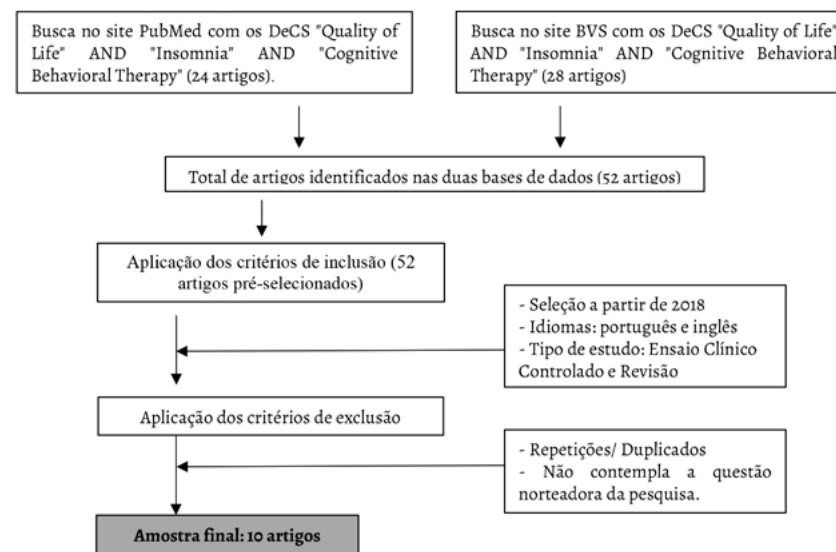 Busca no site PubMed com os DeCS "Quality of
Life" AND "Insomnia" AND "Cognitive
Behavioral Therapy" (24 artigos).
Busca no site BVS com os DeCS "Quality of Life"
AND "Insomnia" AND "Cognitive Behavioral
Therapy" (28 artigos)
Total de artigos identificados nas duas bases de dados (52 artigos)
Aplicação dos critérios de inclusão (52
artigos pré-selecionados)
- Seleção a partir de 2018
- Idiomas: português e inglês
- Tipo de estudo: Ensaio Clínico
Controlado e Revisão
Aplicação dos critérios de exclusão
- Repetições/ Duplicados
- Não contempla a questão
norteadora da pesquisa.
Amostra final: 10 artigos